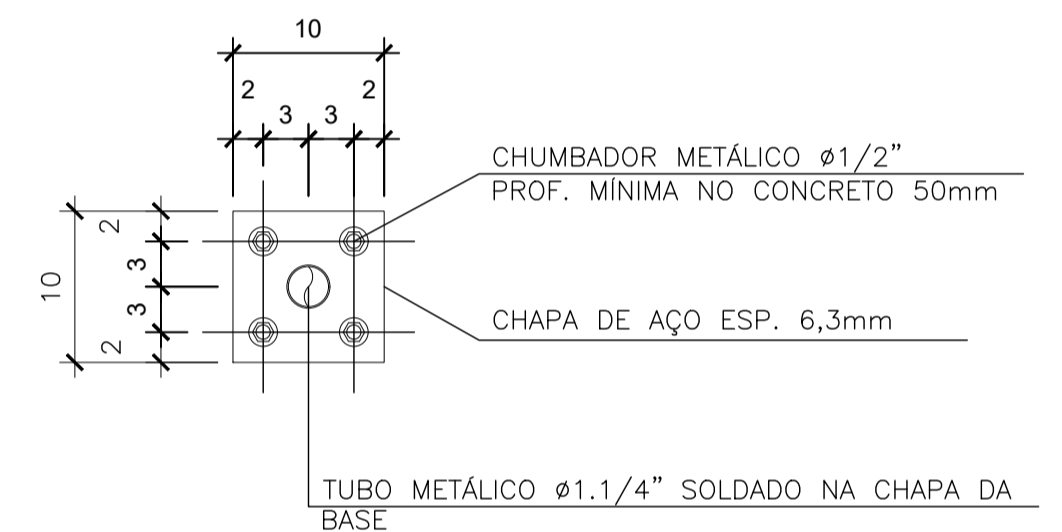 10
2 2
3 3
CHUMBADOR METÁLICO ø1/2”
PROF. MÍNIMA NO CONCRETO 50mm
2
3
10
3
CHAPA DE AÇO ESP. 6,3mm
2
TUBO METÁLICO ø1.1/4” SOLDADO NA CHAPA DA
BASE